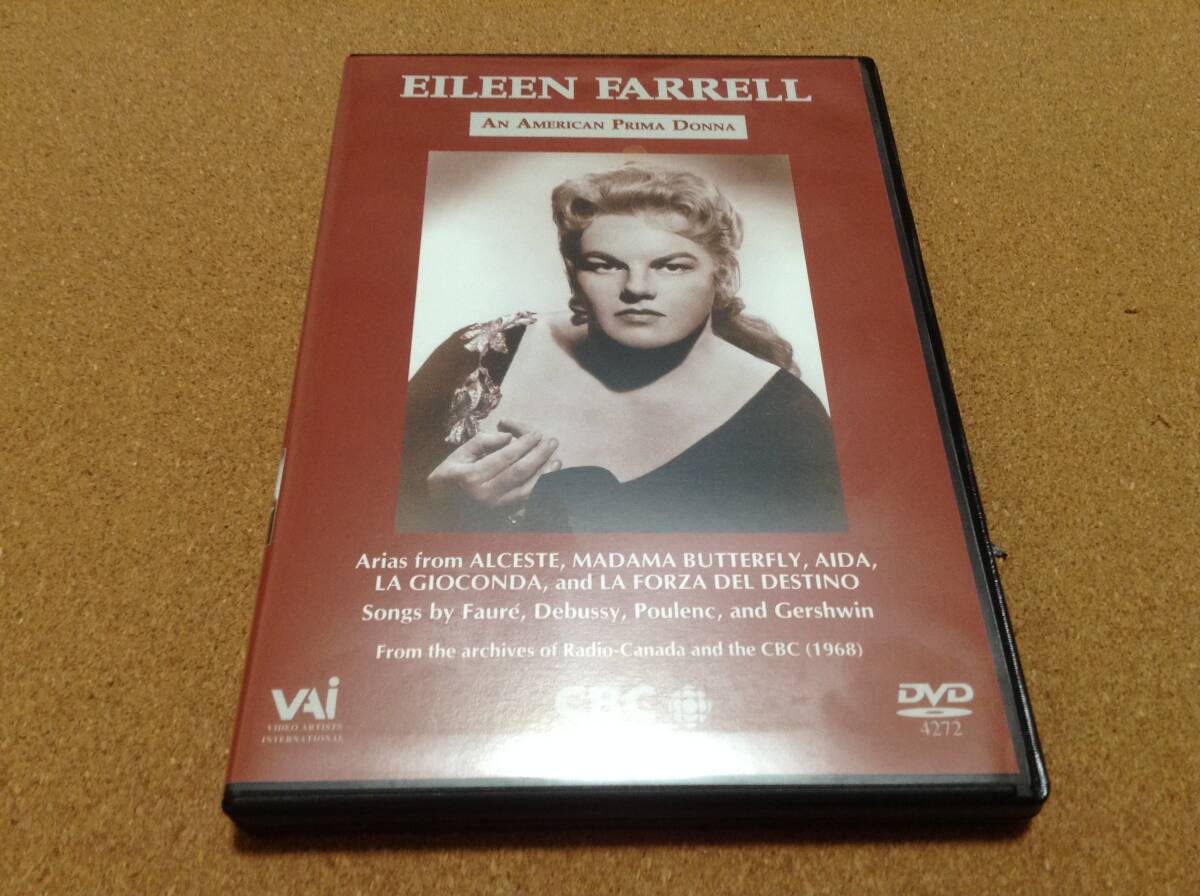 EILEEN FARRELL
AN AMERICAN PRIMA DONNA
Arias from ALCESTE, MADAMA BUTTERFLY, AIDA,
LA GIOCONDA, and LA FORZA DEL DESTINO
Songs by Fauré, Debussy, Poulenc, and Gershwin
From the archives of Radio-Canada and the CBC (1968)
VAI
VIDEO ARTISTS
INTERNATIONAL
CBC
DVD
4272